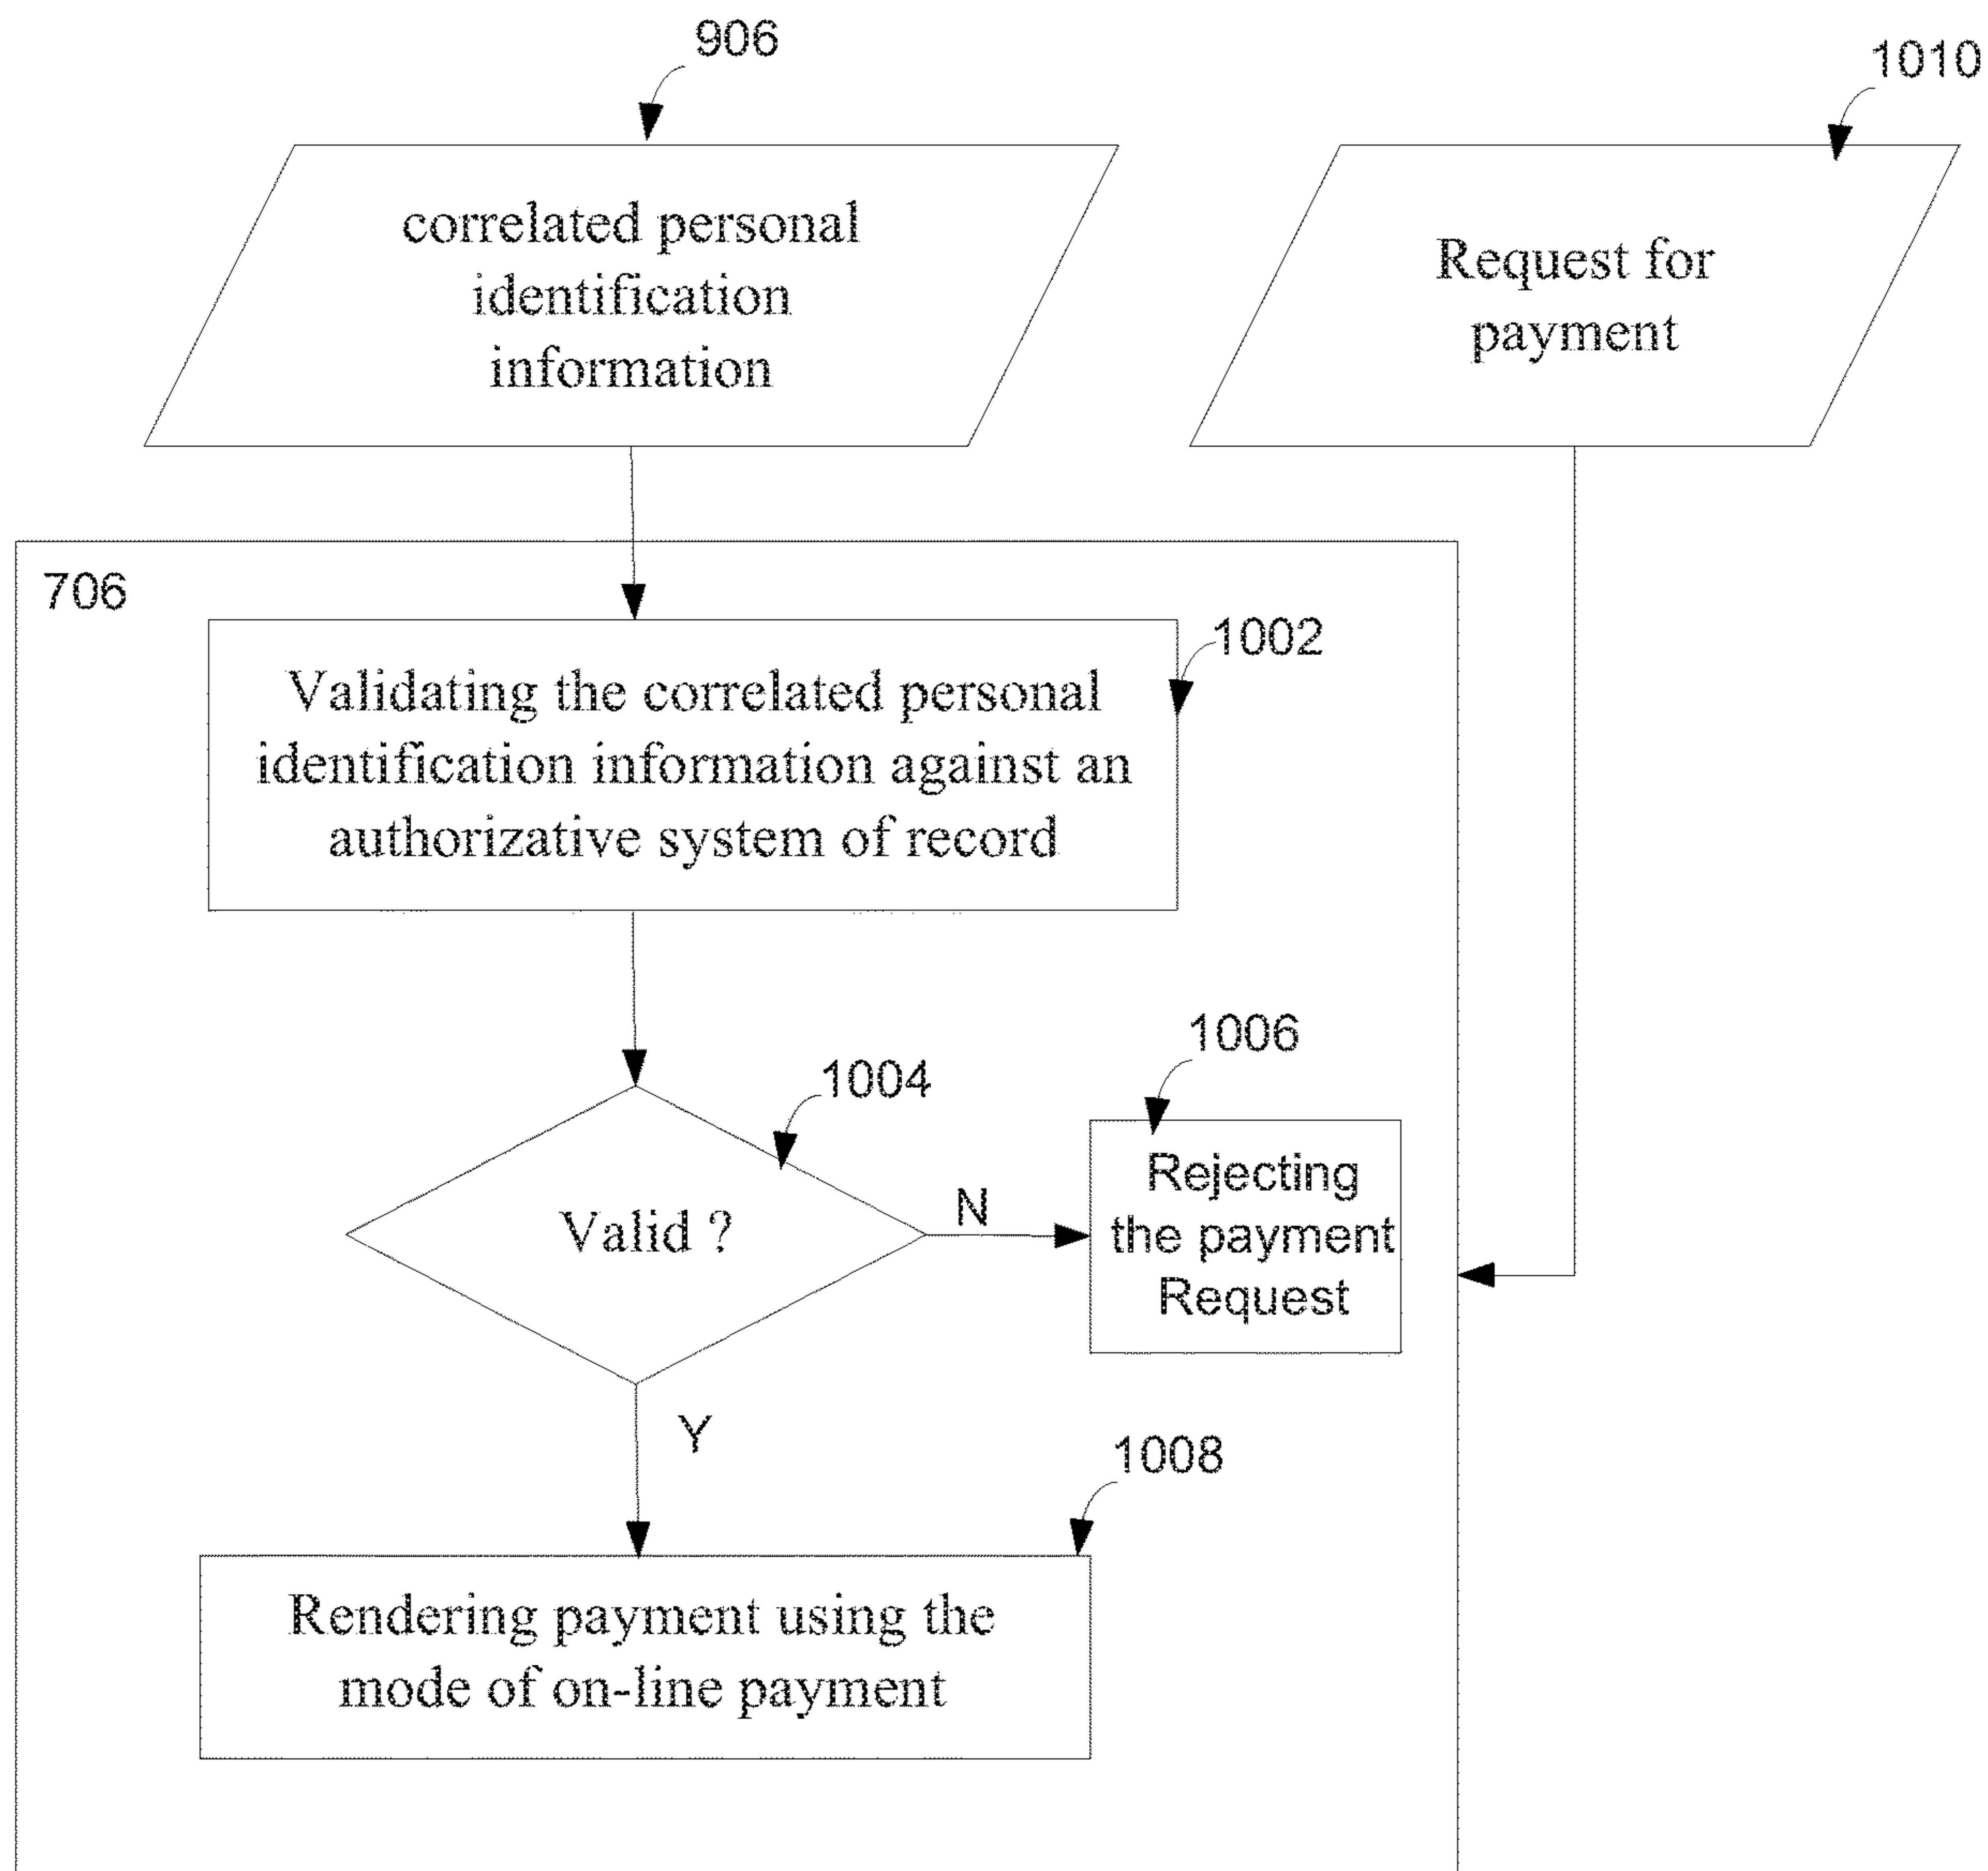 906
1010
correlated personal
identification
information
Request for
payment
706
1002
Validating the correlated personal
identification information against an
authorizative system of record
1004
1006
Valid ?
N
Rejecting
the payment
Request
Y
1008
Rendering payment using the
mode of on-line payment